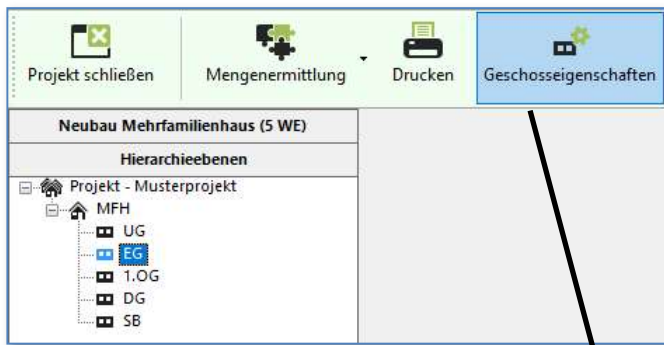 Projekt schließen
Mengenermittlung
Drucken
Geschosseigenschaften
Neubau Mehrfamilienhaus (5 WE)
Hierarchieebenen
Projekt - Musterprojekt
MFH
UG
EG
1.OG
DG
SB